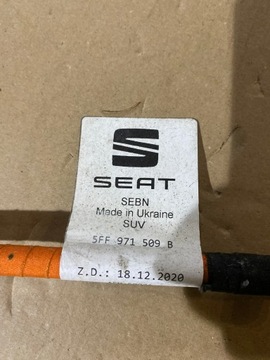 SEAT
SEBN
Made in Ukraine
SUV
5FF 971 509 B
Z.D.: 18.12.2020